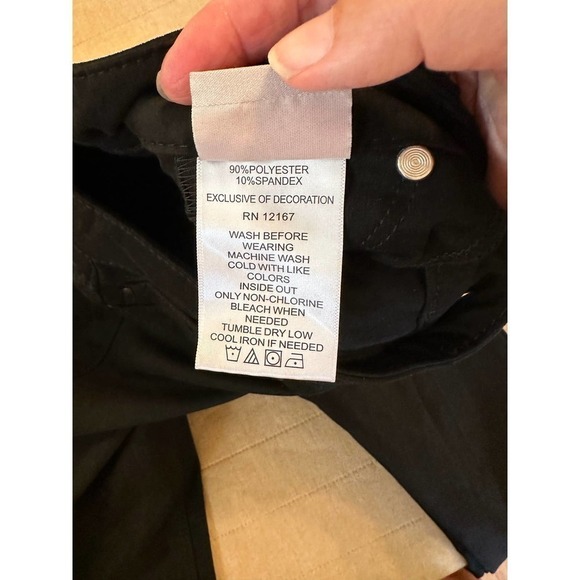 90%POLYESTER
10%SPANDEX
EXCLUSIVE OF DECORATION
RN 12167
WASH BEFORE
WEARING
MACHINE WASH
COLD WITH LIKE
COLORS
INSIDE OUT
ONLY NON-CHLORINE
BLEACH WHEN
NEEDED
TUMBLE DRY LOW
COOL IRON IF NEEDED